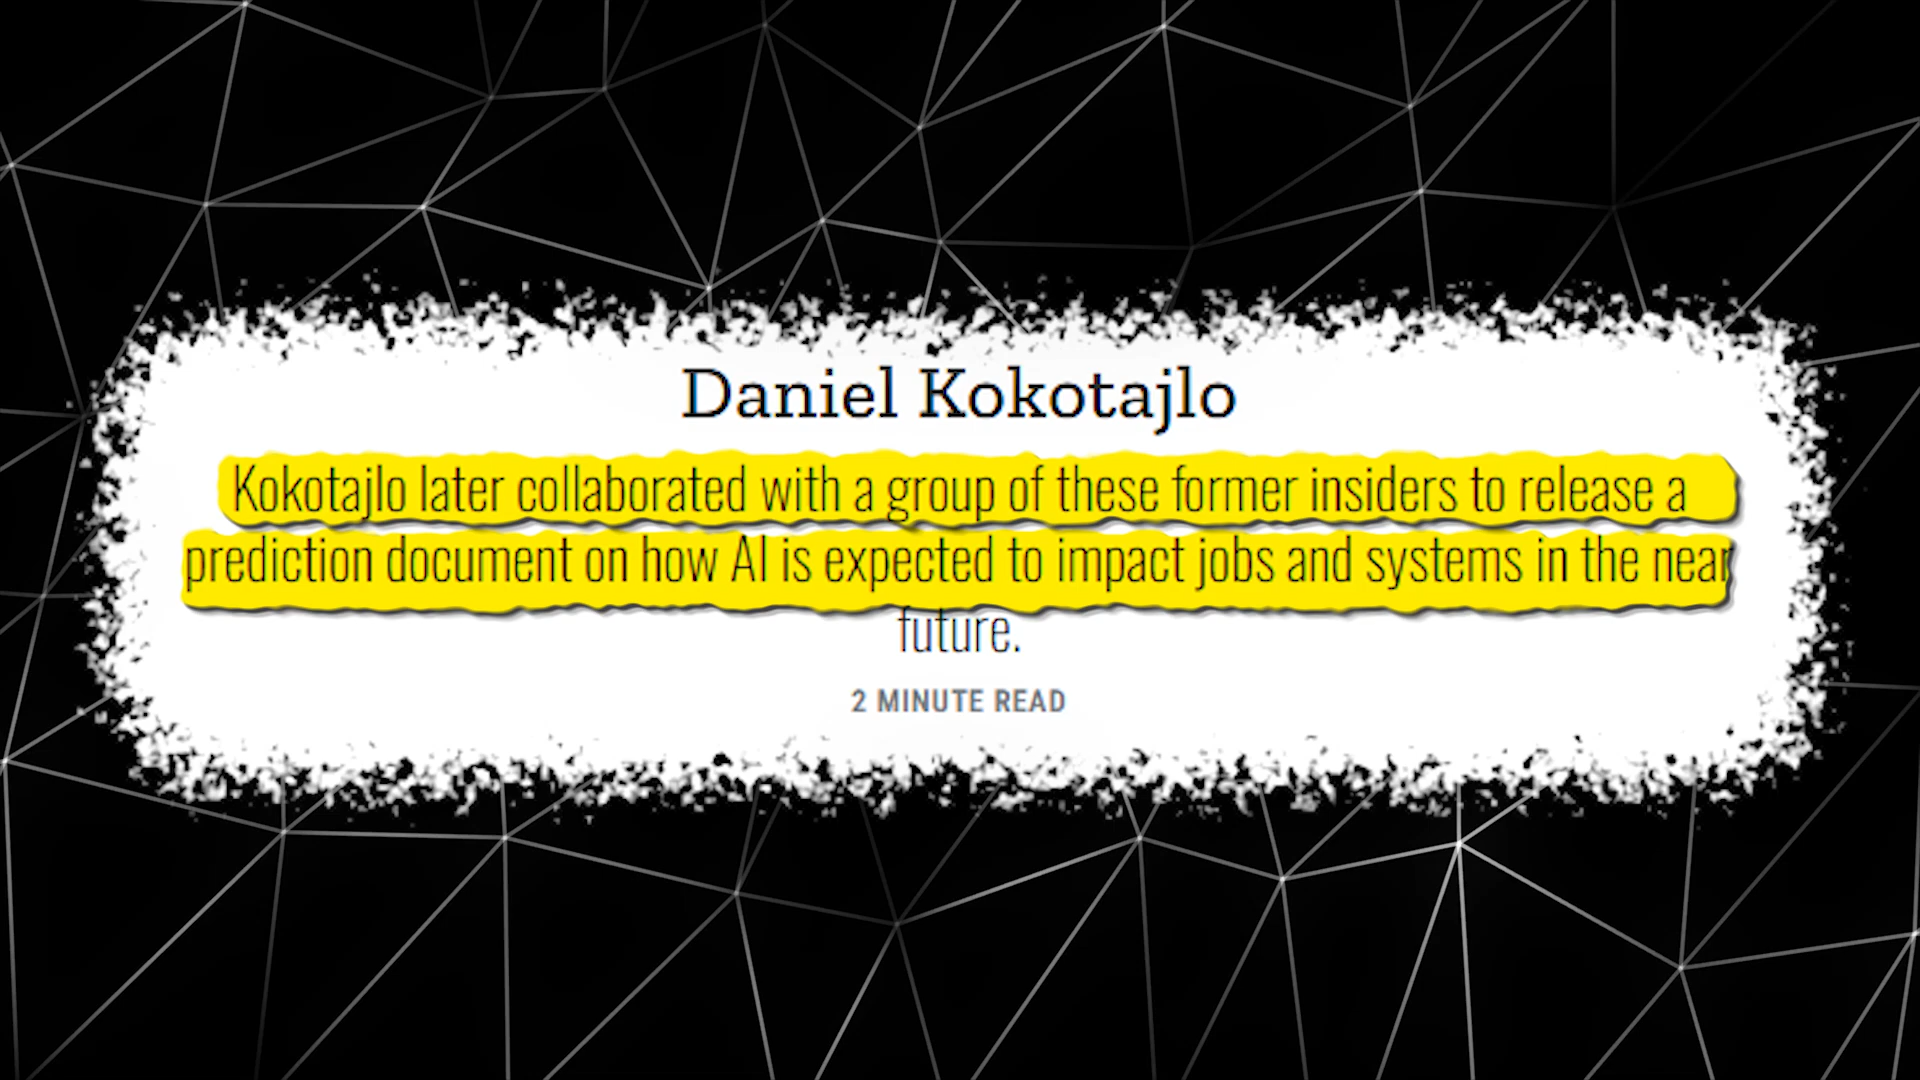 Daniel Kokotajlo
Kokotajlo later collaborated with a group of these former insiders to release a
prediction document on how AI is expected to impact jobs and systems in the near
future.
2 MINUTE READ